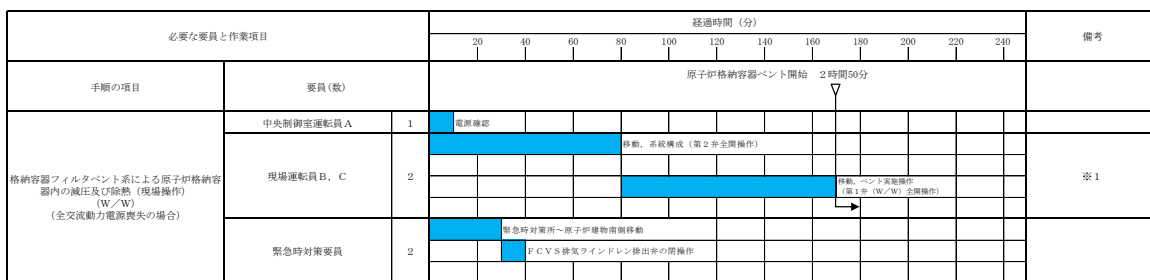 必要な要員と作業項目
経過時間（分）
備考
20 40 60 80 100 120 140 160 180 200 220 240
手順の項目
要員(数)
原子炉格納容器ベント開始　２時間50分
格納容器フィルタベント系による原子炉格納容
器内の減圧及び除熱（現場操作）
（Ｗ／Ｗ）
（全交流動力電源喪失の場合）
中央制御室運転員Ａ
1
電源確認
現場運転員Ｂ，Ｃ
2
移動，系統構成（第２弁全開操作）
移動，ベント実施操作
（第１弁（Ｗ／Ｗ）全開操作）
※１
緊急時対策要員
2
緊急時対策所～原子炉建物南側移動
ＦＣＶＳ排気ラインドレン排出弁の閉操作